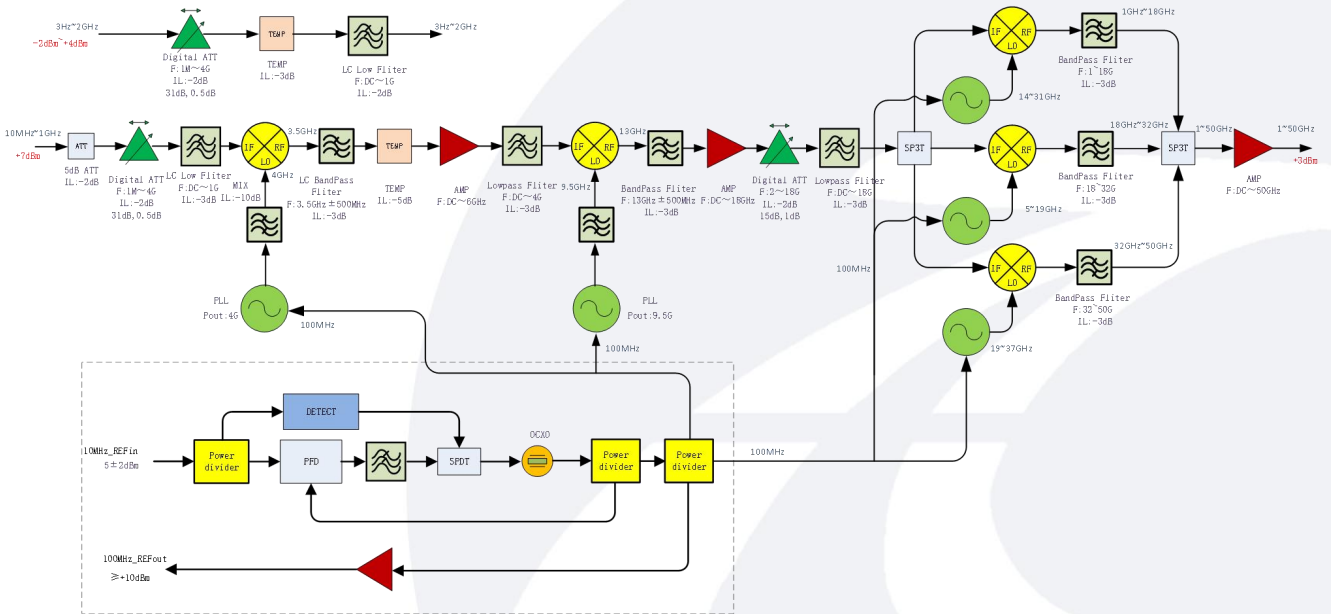 3Hz~2GHz
-2dBm~+4dBm
Digital ATT
F:1M~4G
IL:-2dB
31dB,0.5dB
TEMP
TEMP
IL:-3dB
LC Low Fliter
F:DC~1G
IL:-2dB
3Hz~2GHz
10MHz~1GHz
+7dBm
ATT
5dB ATT
IL:-2dB
Digital ATT
F:1M~4G
IL:-2dB
31dB,0.5dB
LC Low Fliter
F:DC~1G
IL:-3dB
IF
RF
LO
MIX
IL:-10dB
4GHz
3.5GHz
LC BandPass
Fliter
F:3.5GHz±500MHz
IL:-3dB
TEMP
TEMP
IL:-5dB
AMP
F:DC~6GHz
Lowpass Fliter
F:DC~4G
IL:-3dB
IF
RF
LO
9.5GHz
13GHz
BandPass Fliter
F:13GHz±500MHz
IL:-3dB
AMP
F:DC~18GHz
Digital ATT
F:2~18G
IL:-2dB
15dB,1dB
Lowpass Fliter
F:DC~18G
IL:-3dB
SP3T
IF
RF
LO
14~31GHz
1GHz~18GHz
BandPass Fliter
F:1~18G
IL:-3dB
IF
RF
LO
5~19GHz
18GHz~32GHz
BandPass Fliter
F:18~32G
IL:-3dB
IF
RF
LO
19~37GHz
32GHz~50GHz
BandPass Fliter
F:32~50G
IL:-3dB
SP3T
1~50GHz
AMP
F:DC~50GHz
1~50GHz
+3dBm
PLL
Pout:4G
100MHz
PLL
Pout:9.5G
100MHz
100MHz
10MHz_REFin
5±2dBm
Power
divider
DETECT
PFD
SPDT
OCXO
Power
divider
Power
divider
100MHz
100MHz_REFout
≥+10dBm